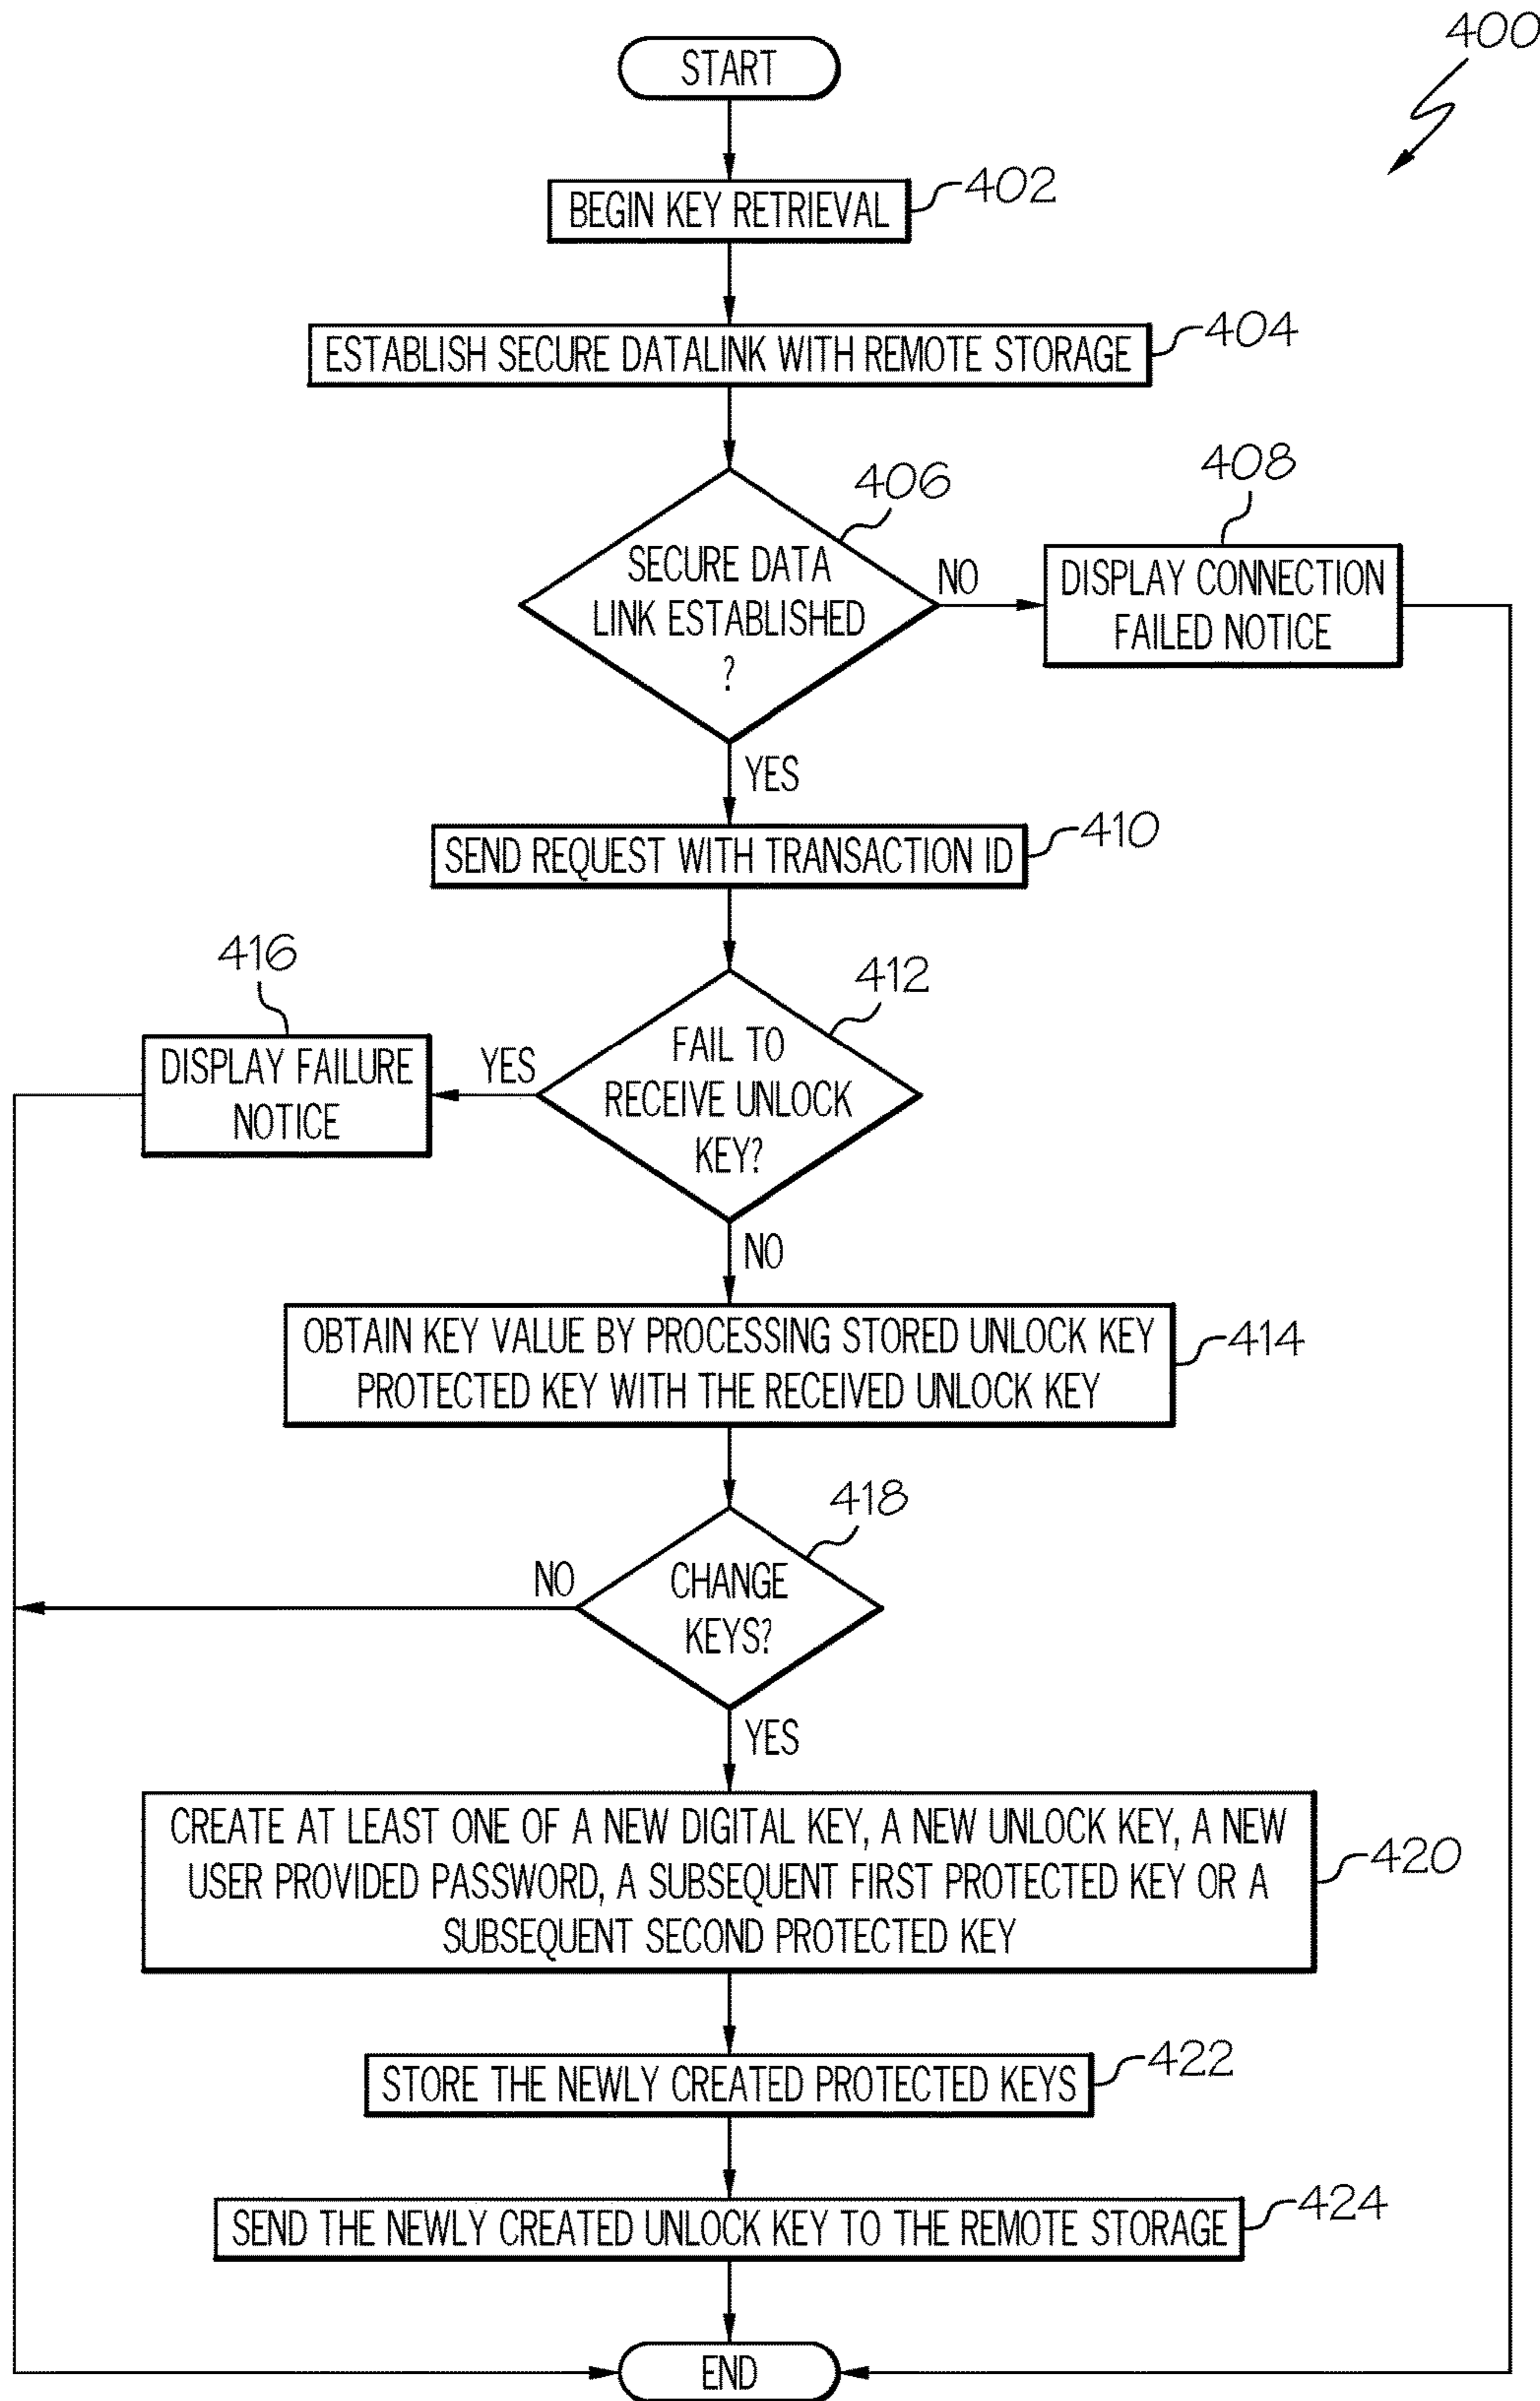 400
START
BEGIN KEY RETRIEVAL
402
ESTABLISH SECURE DATALINK WITH REMOTE STORAGE
404
406
SECURE DATA
LINK ESTABLISHED
?
NO
408
DISPLAY CONNECTION
FAILED NOTICE
YES
SEND REQUEST WITH TRANSACTION ID
410
412
FAIL TO
RECEIVE UNLOCK
KEY?
YES
416
DISPLAY FAILURE
NOTICE
NO
OBTAIN KEY VALUE BY PROCESSING STORED UNLOCK KEY
PROTECTED KEY WITH THE RECEIVED UNLOCK KEY
414
418
CHANGE
KEYS?
NO
YES
CREATE AT LEAST ONE OF A NEW DIGITAL KEY, A NEW UNLOCK KEY, A NEW
USER PROVIDED PASSWORD, A SUBSEQUENT FIRST PROTECTED KEY OR A
SUBSEQUENT SECOND PROTECTED KEY
420
STORE THE NEWLY CREATED PROTECTED KEYS
422
SEND THE NEWLY CREATED UNLOCK KEY TO THE REMOTE STORAGE
424
END